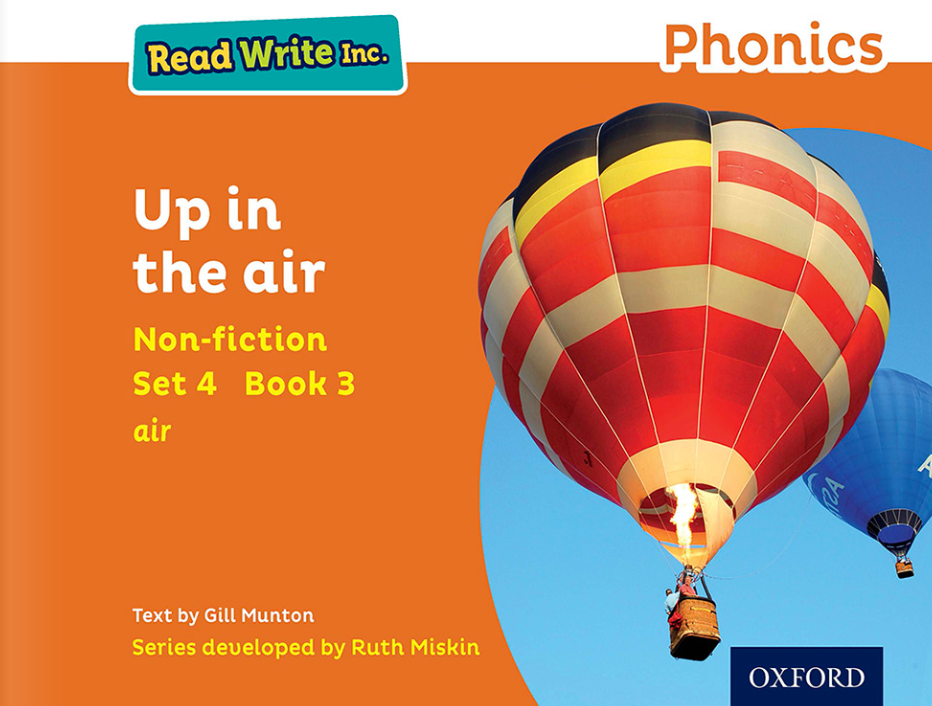 Read Write Inc.
Phonics
Up in
the air
Non-fiction
Set 4 Book 3
air
Text by Gill Munton
Series developed by Ruth Miskin
OXFORD